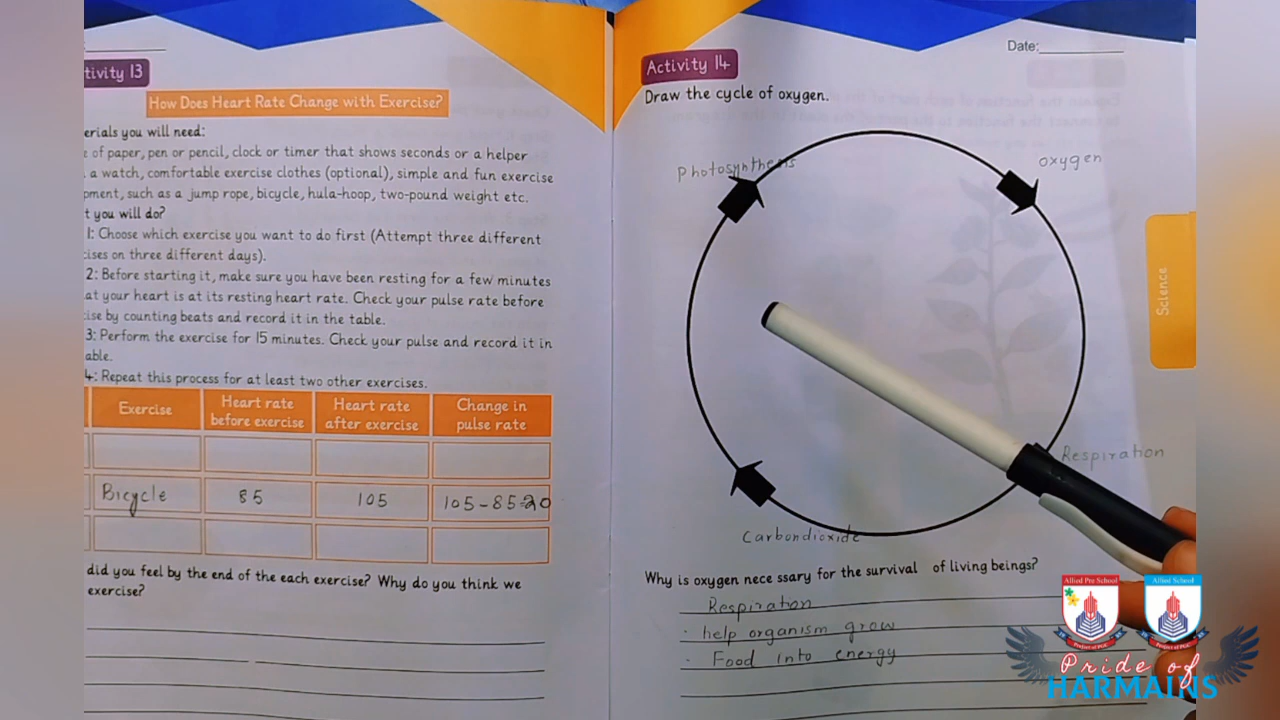 tivity 13
How Does Heart Rate Change with Exercise?
erials you will need:
e of paper, pen or pencil, clock or timer that shows seconds or a helper
a watch, comfortable exercise clothes (optional), simple and fun exercise
pment, such as a jump rope, bicycle, hula-hoop, two-pound weight etc.
t you will do?
1: Choose which exercise you want to do first (Attempt three different
ises on three different days).
2: Before starting it, make sure you have been resting for a few minutes
at your heart is at its resting heart rate. Check your pulse rate before
ise by counting beats and record it in the table.
3: Perform the exercise for 15 minutes. Check your pulse and record it in
able.
4: Repeat this process for at least two other exercises.
Exercise Heart rate before exercise Heart rate after exercise Change in pulse rate
Bicycle 85 105 105-85=20
did you feel by the end of the each exercise? Why do you think we
exercise?
Date:
Activity 14
Draw the cycle of oxygen.
Photosynthesis
oxygen
Respiration
Carbondioxide
Science
Why is oxygen nece ssary for the survival of living beings?
Respiration
· help organism grow
· Food into energy
Allied Pro School
Project of PGC
Allied School
Project of PGC
Pride of
HARMAINS